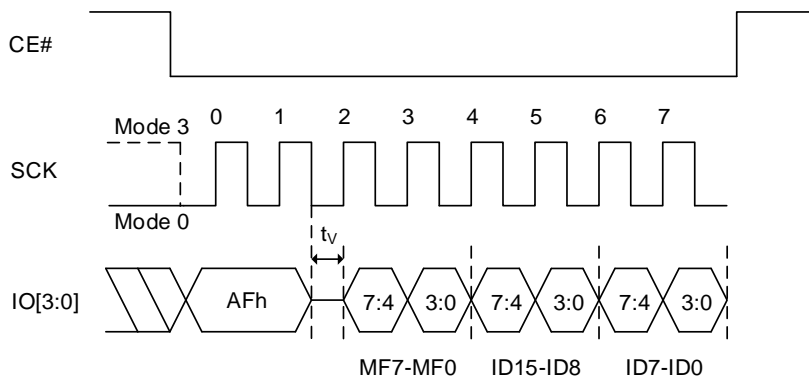 CE#
Mode 3
0 1 2 3 4 5 6 7
SCK
Mode 0
tV
IO[3:0]
AFh 7:4 3:0 7:4 3:0 7:4 3:0
MF7-MF0 ID15-ID8 ID7-ID0